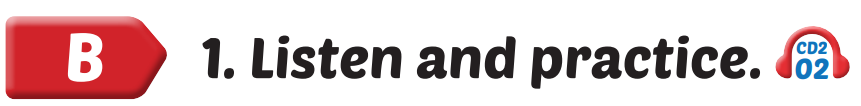 B 1. Listen and practice. CD2
02